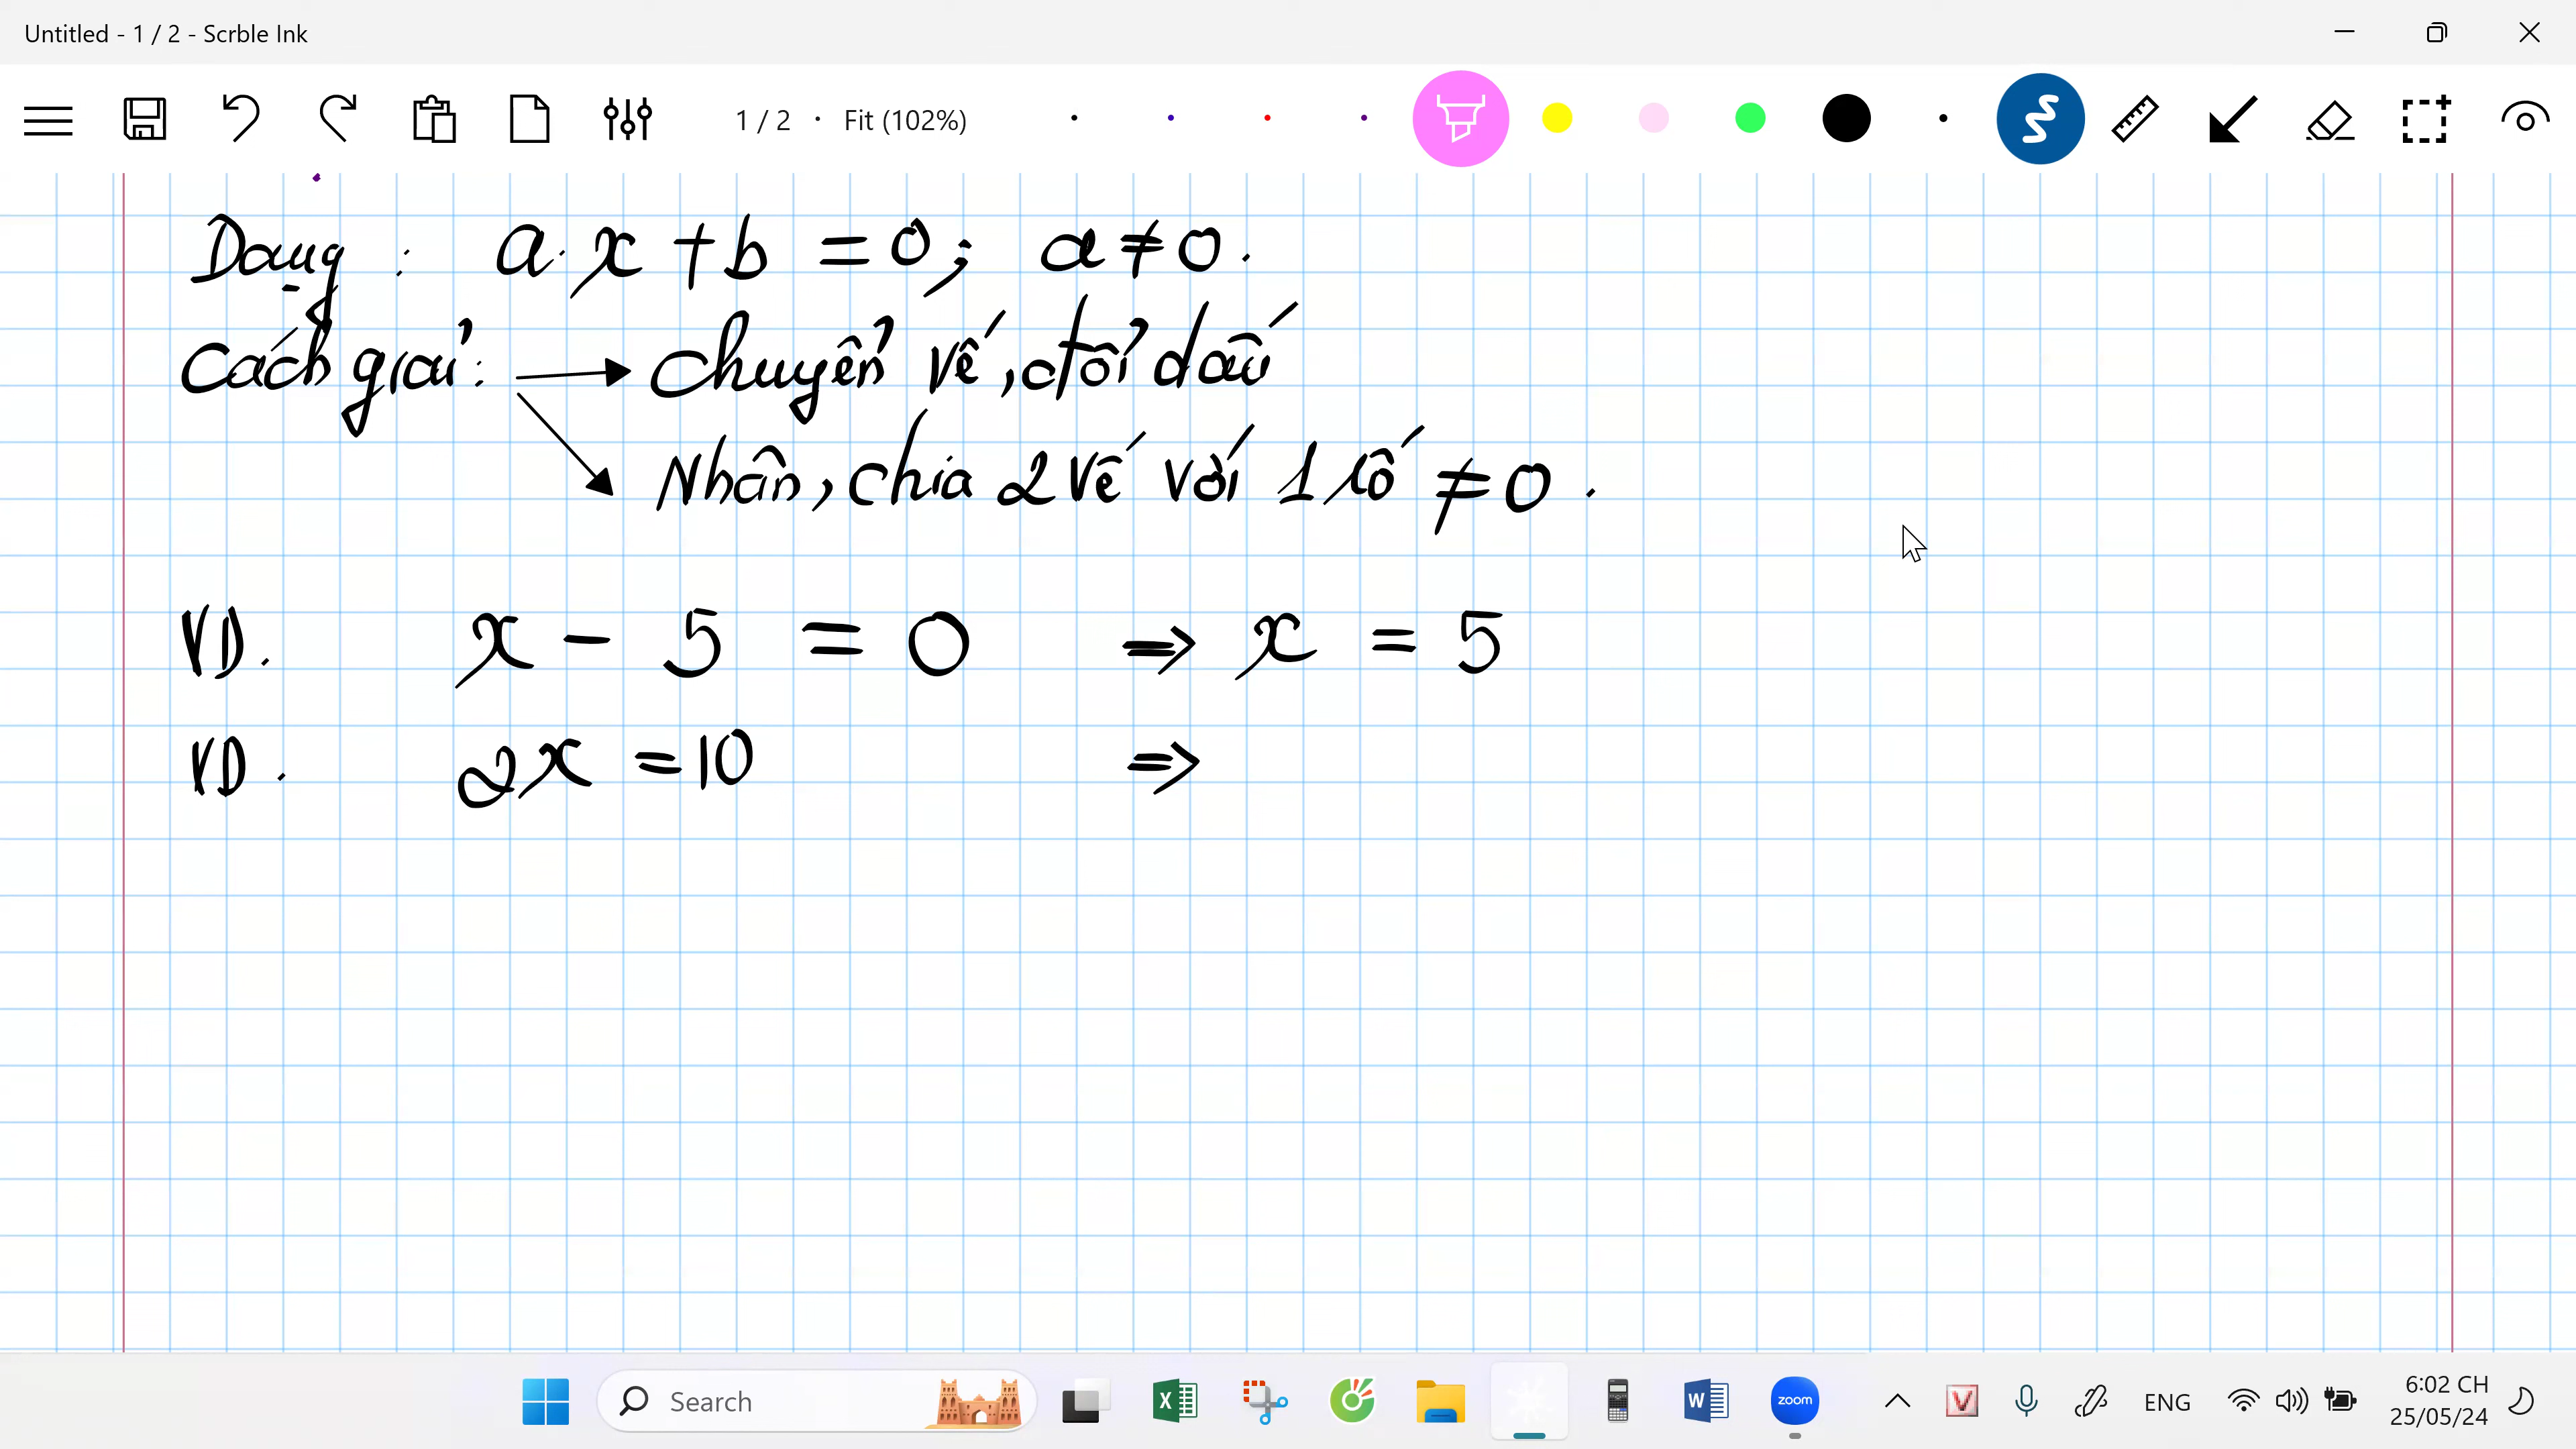 Untitled - 1 / 2 - Scrble Ink
1 / 2 · Fit (102%)
Dạng : a.x + b = 0; a ≠ 0.
Cách giải: → Chuyển vế, đổi dấu
Nhân, chia 2 vế với 1 số ≠ 0.
VD. x - 5 = 0 ⇒ x = 5
VD. 2x = 10 ⇒
Search
zoom
ENG
6:02 CH
25/05/24